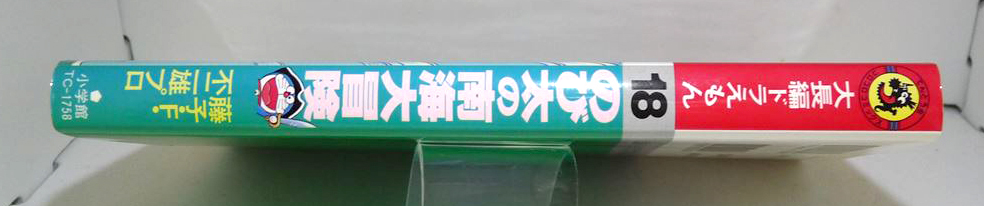 大長編ドラえもん
18
のび太の南海大冒険
藤子・F・
不二雄プロ
小学館
TC-1758